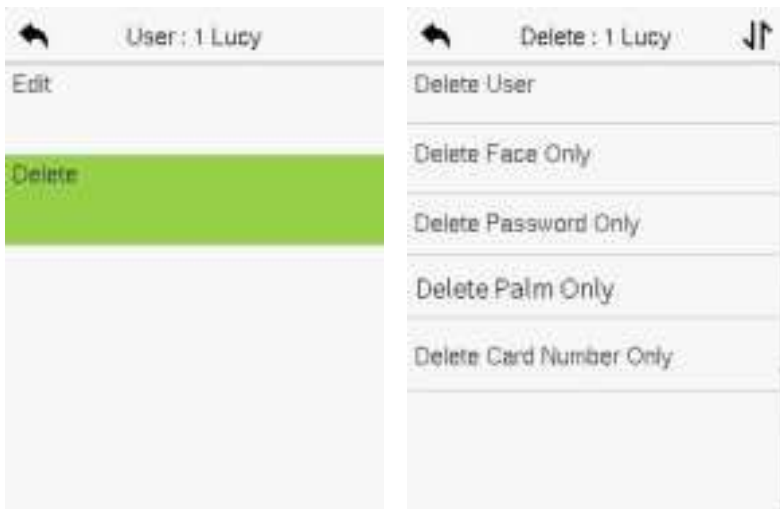 User : 1 Lucy
Edit
Delete
Delete : 1 Lucy
Delete User
Delete Face Only
Delete Password Only
Delete Palm Only
Delete Card Number Only